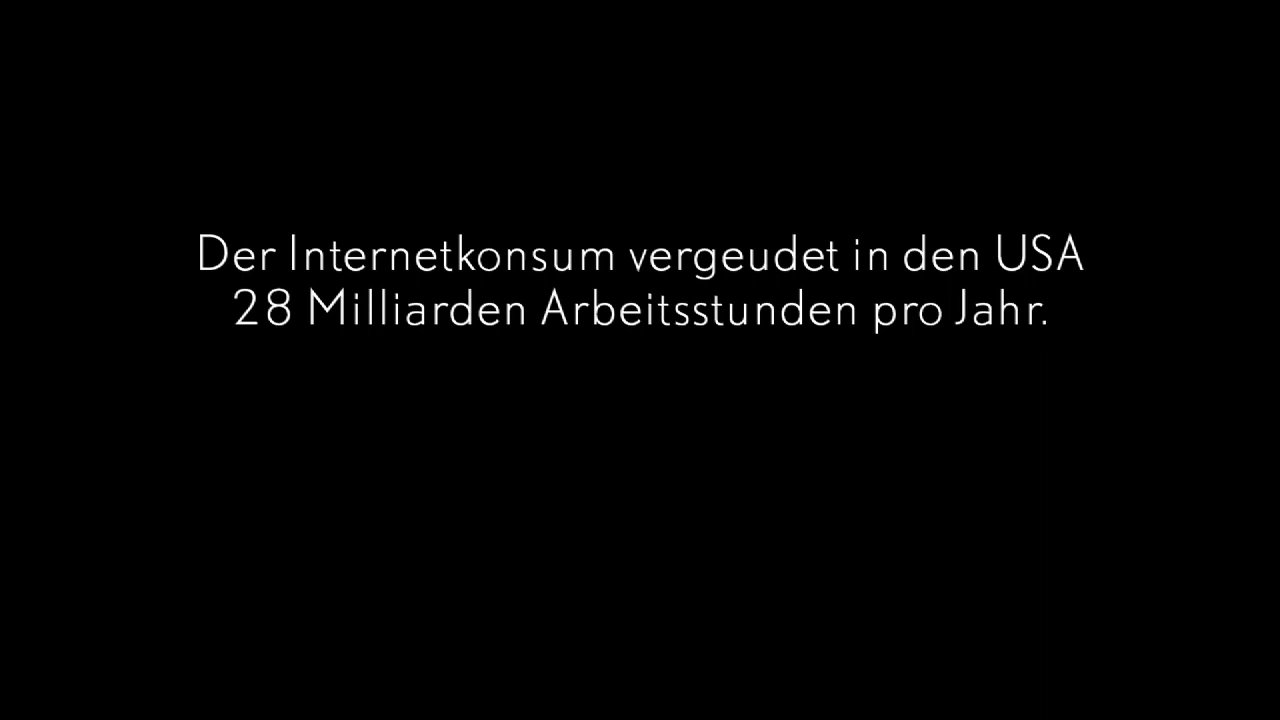 Der Internetkonsum vergeudet in den USA
28 Milliarden Arbeitsstunden pro Jahr.